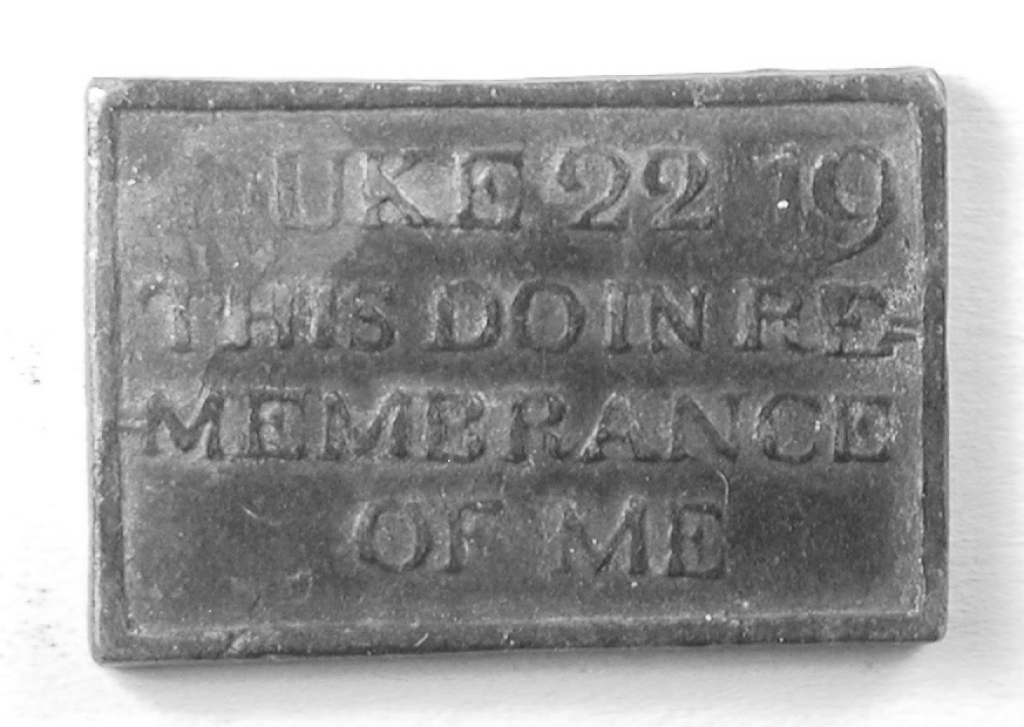 LUKE 22 19
THIS DO IN RE
MEMBRANCE
OF ME